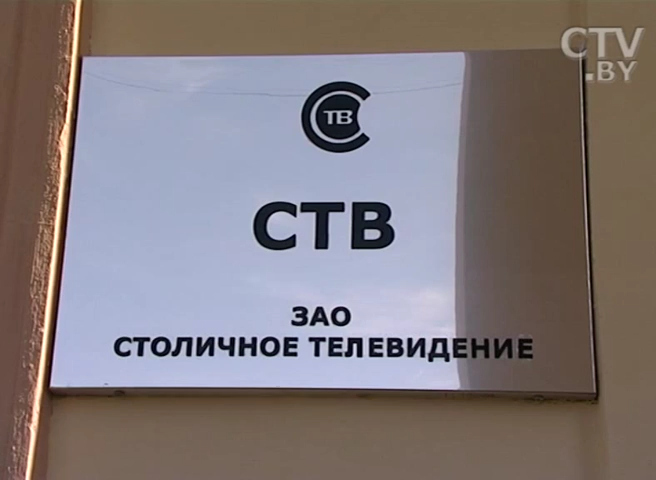 CTV
.BY
ТВ
СТВ
ЗАО
СТОЛИЧНОЕ ТЕЛЕВИДЕНИЕ